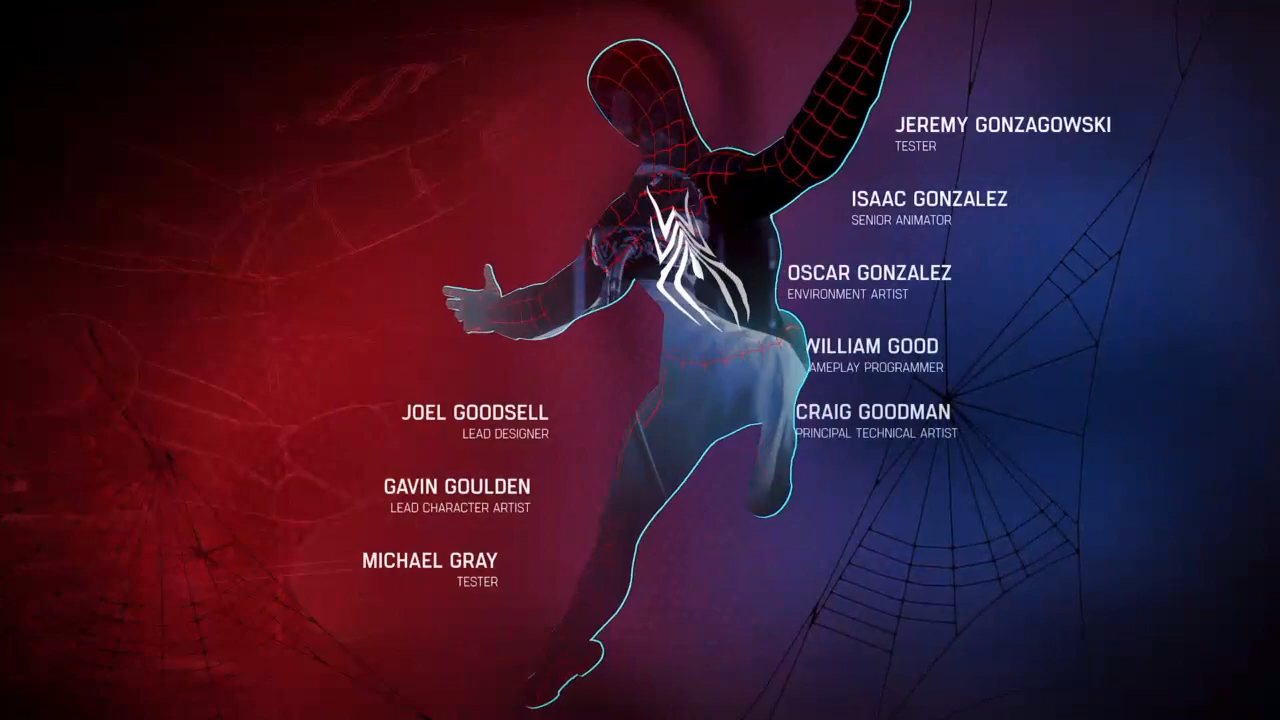 JEREMY GONZAGOWSKI
TESTER
ISAAC GONZALEZ
SENIOR ANIMATOR
OSCAR GONZALEZ
ENVIRONMENT ARTIST
WILLIAM GOOD
AMEPLAY PROGRAMMER
CRAIG GOODMAN
PRINCIPAL TECHNICAL ARTIST
JOEL GOODSELL
LEAD DESIGNER
GAVIN GOULDEN
LEAD CHARACTER ARTIST
MICHAEL GRAY
TESTER